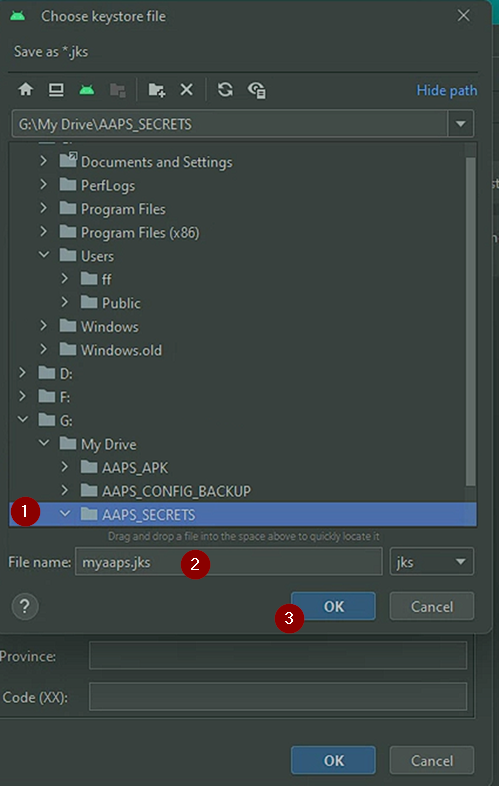 Choose keystore file
Save as *.jks
Hide path
G:\My Drive\AAPS_SECRETS
Documents and Settings
PerfLogs
Program Files
Program Files (x86)
Users
ff
Public
Windows
Windows.old
D:
F:
G:
My Drive
AAPS_APK
AAPS_CONFIG_BACKUP
1 AAPS_SECRETS
Drag and drop a file into the space above to quickly locate it
File name: myaaps.jks 2 jks
? 3 OK Cancel
Province:
Code (XX):
OK Cancel